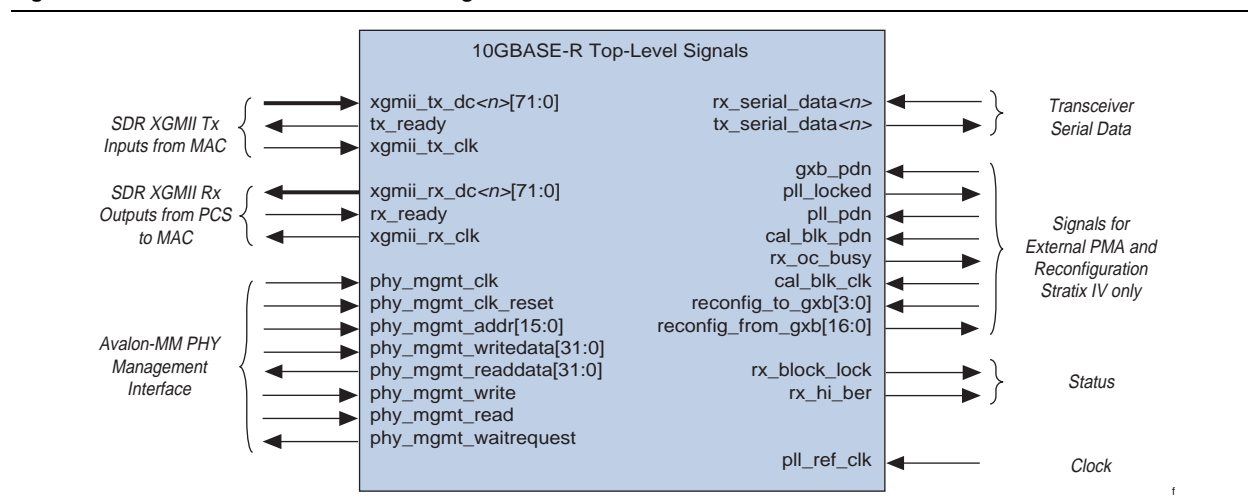 10GBASE-R Top-Level Signals
SDR XGMII Tx
Inputs from MAC
xgmii_tx_dc<n>[71:0]
tx_ready
xgmii_tx_clk
SDR XGMII Rx
Outputs from PCS
to MAC
xgmii_rx_dc<n>[71:0]
rx_ready
xgmii_rx_clk
Avalon-MM PHY
Management
Interface
phy_mgmt_clk
phy_mgmt_clk_reset
phy_mgmt_addr[15:0]
phy_mgmt_writedata[31:0]
phy_mgmt_readdata[31:0]
phy_mgmt_write
phy_mgmt_read
phy_mgmt_waitrequest
rx_serial_data<n>
tx_serial_data<n>
Transceiver
Serial Data
gxb_pdn
pll_locked
pll_pdn
cal_blk_pdn
rx_oc_busy
cal_blk_clk
reconfig_to_gxb[3:0]
reconfig_from_gxb[16:0]
Signals for
External PMA and
Reconfiguration
Stratix IV only
rx_block_lock
rx_hi_ber
Status
pll_ref_clk
Clock
f